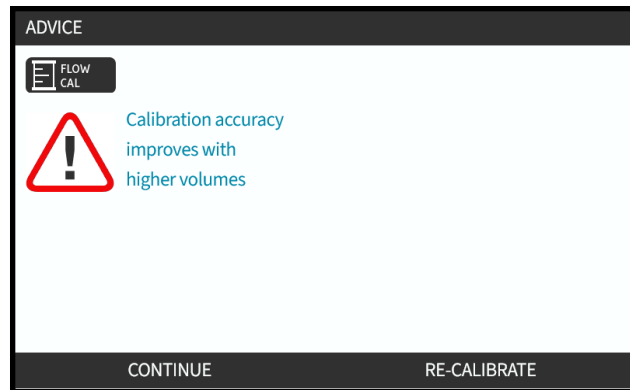 ADVICE
FLOW
CAL
Calibration accuracy
improves with
higher volumes
CONTINUE
RE-CALIBRATE